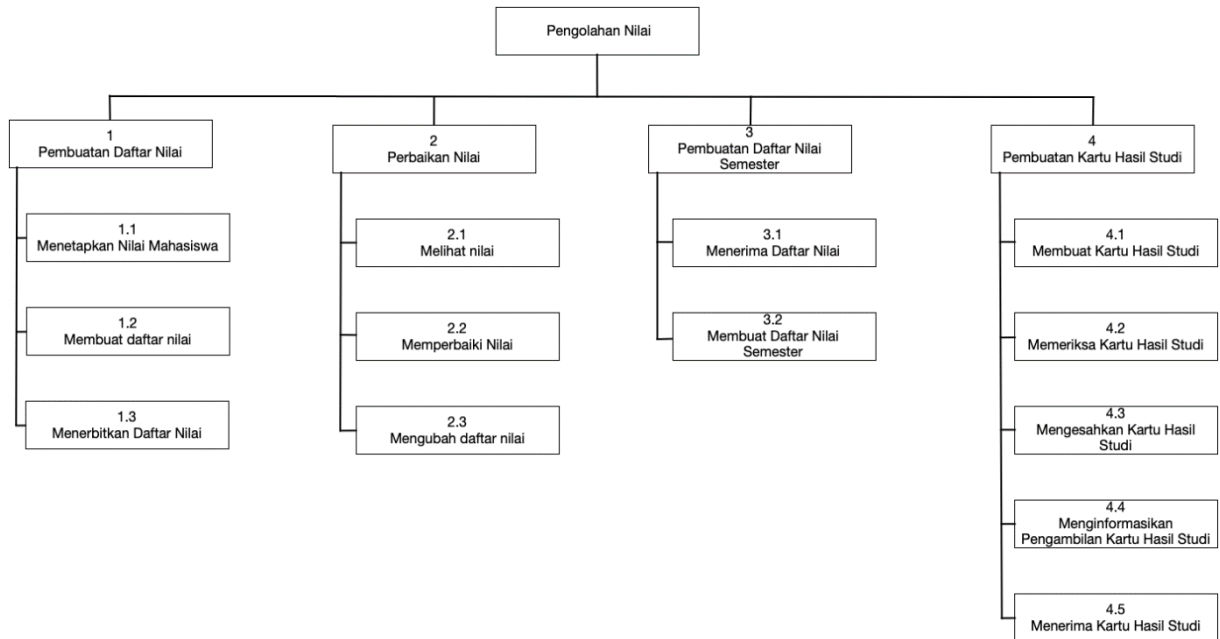 Pengolahan Nilai
1
Pembuatan Daftar Nilai
2
Perbaikan Nilai
3
Pembuatan Daftar Nilai
Semester
4
Pembuatan Kartu Hasil Studi
1.1
Menetapkan Nilai Mahasiswa
1.2
Membuat daftar nilai
1.3
Menerbitkan Daftar Nilai
2.1
Melihat nilai
2.2
Memperbaiki Nilai
2.3
Mengubah daftar nilai
3.1
Menerima Daftar Nilai
3.2
Membuat Daftar Nilai
Semester
4.1
Membuat Kartu Hasil Studi
4.2
Memeriksa Kartu Hasil Studi
4.3
Mengesahkan Kartu Hasil
Studi
4.4
Menginformasikan
Pengambilan Kartu Hasil Studi
4.5
Menerima Kartu Hasil Studi